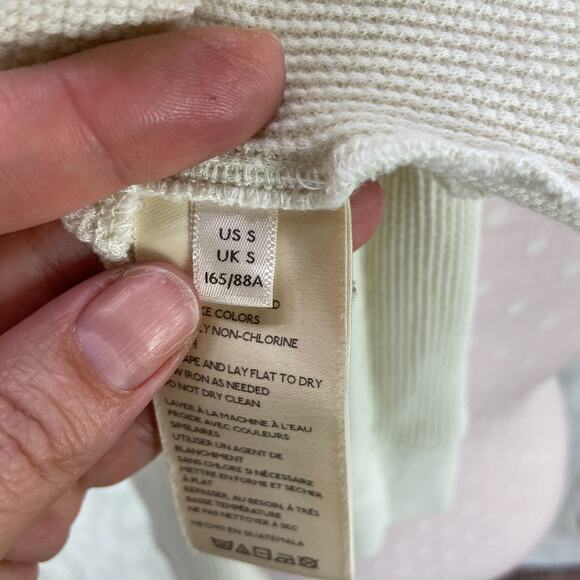 US S
UK S
165/88A
COLORS
NON-CHLORINE
AND LAY FLAT TO DRY
IRON AS NEEDED
NOT DRY CLEAN
LAVER À LA MACHINE À L'EAU
FROIDE AVEC COULEURS
SIMILAIRES
UTILISER UN AGENT DE
BLANCHIMENT
SANS CHLORE SI NÉCESSAIRE
METTRE EN FORME ET SÉCHER
À PLAT
REPASSER, AU BESOIN, À TRÈS
BASSE TEMPÉRATURE
NE PAS NETTOYER À SEC
HECHO EN GUATEMALA